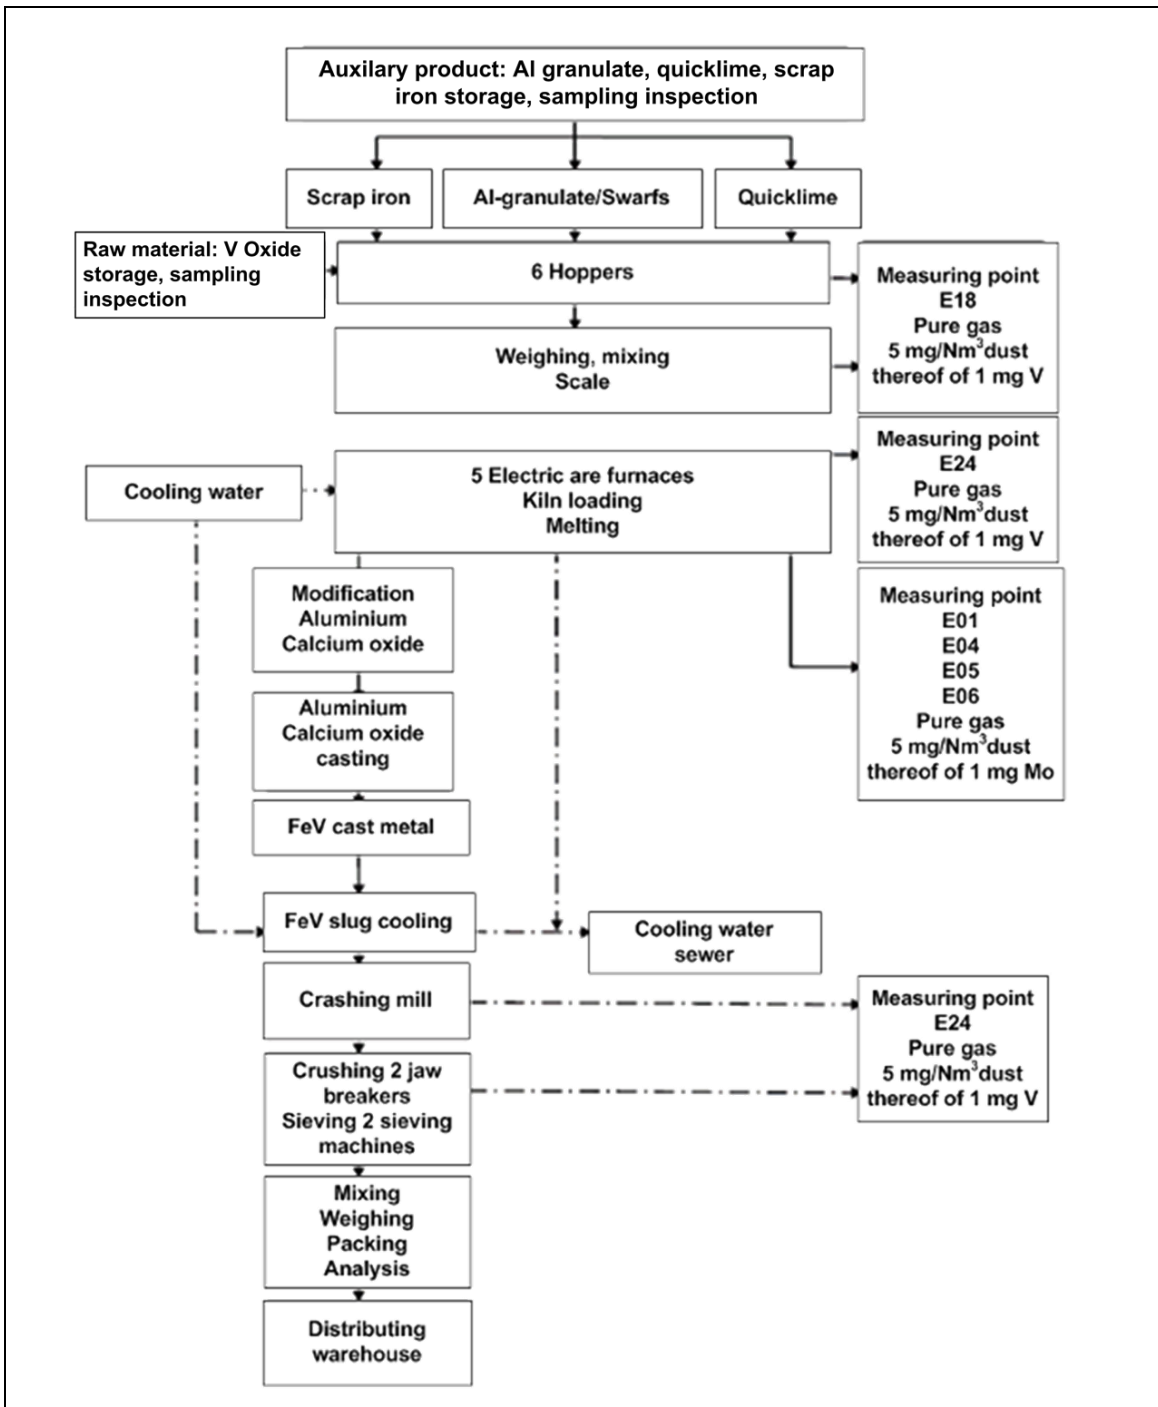 Auxilary product: Al granulate, quicklime, scrap
iron storage, sampling inspection
Scrap iron
Al-granulate/Swarfs
Quicklime
Raw material: V Oxide
storage, sampling
inspection
6 Hoppers
Measuring point
E18
Pure gas
5 mg/Nm³dust
thereof of 1 mg V
Weighing, mixing
Scale
Measuring point
E24
Pure gas
5 mg/Nm³dust
thereof of 1 mg V
Cooling water
5 Electric are furnaces
Kiln loading
Melting
Modification
Aluminium
Calcium oxide
Measuring point
E01
E04
E05
E06
Pure gas
5 mg/Nm³dust
thereof of 1 mg Mo
Aluminium
Calcium oxide
casting
FeV cast metal
FeV slug cooling
Cooling water
sewer
Crashing mill
Measuring point
E24
Pure gas
5 mg/Nm³dust
thereof of 1 mg V
Crushing 2 jaw
breakers
Sieving 2 sieving
machines
Mixing
Weighing
Packing
Analysis
Distributing
warehouse